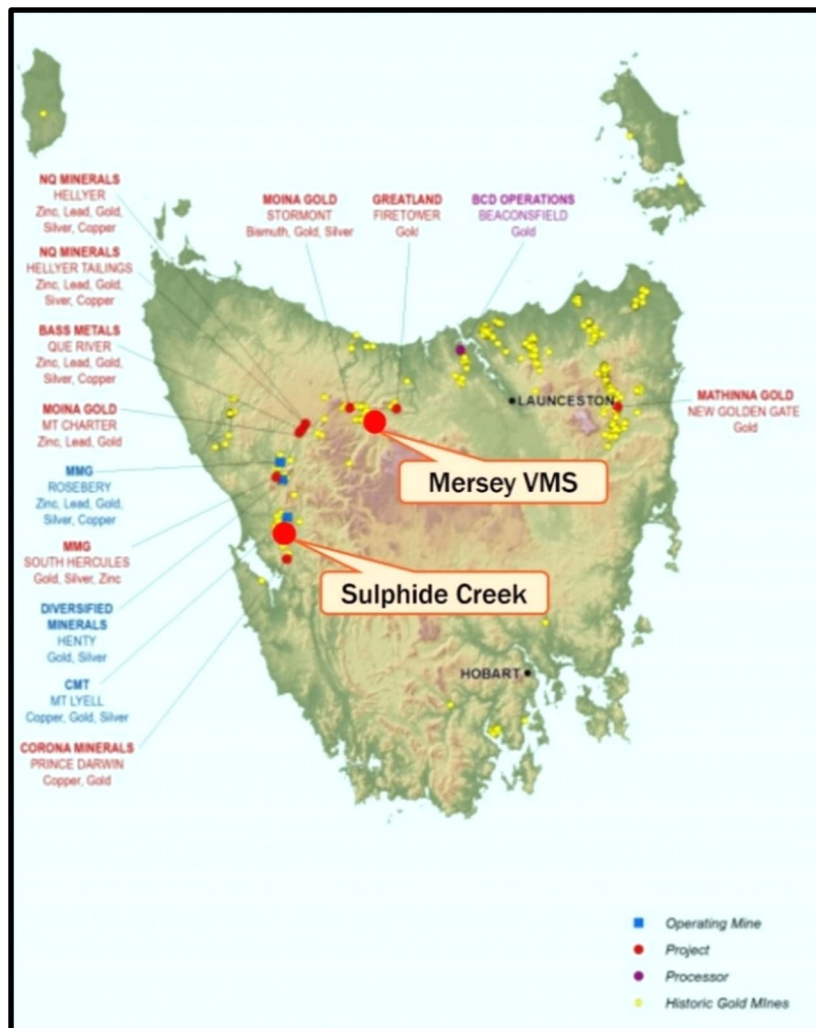 NQ MINERALS
HELLYER
Zinc, Lead, Gold,
Silver, Copper
NQ MINERALS
HELLYER TAILINGS
Zinc, Lead, Gold,
Siver, Copper
BASS METALS
QUE RIVER
Zinc, Lead, Gold,
Silver, Copper
MOINA GOLD
MT CHARTER
Zinc, Lead, Gold
MMG
ROSEBERY
Zinc, Lead, Gold,
Silver, Copper
MMG
SOUTH HERCULES
Gold, Silver, Zinc
DIVERSIFIED
MINERALS
HENTY
Gold, Silver
CMT
MT LYELL
Copper, Gold, Silver
CORONA MINERALS
PRINCE DARWIN
Copper, Gold
MOINA GOLD
STORMONT
Bismuth, Gold, Silver
GREATLAND
FIRETOWER
Gold
BCD OPERATIONS
BEACONSFIELD
Gold
LAUNCESTON
MATHINNA GOLD
NEW GOLDEN GATE
Gold
Mersey VMS
Sulphide Creek
HOBART
Operating Mine
Project
Processor
Historic Gold MInes